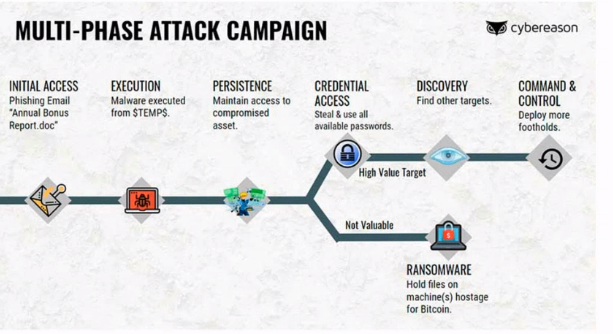 MULTI-PHASE ATTACK CAMPAIGN
cybereason
INITIAL ACCESS
Phishing Email
"Annual Bonus
Report.doc"
EXECUTION
Malware executed
from $TEMP$.
PERSISTENCE
Maintain access to
compromised
asset.
CREDENTIAL
ACCESS
Steal & use all
available passwords.
DISCOVERY
Find other targets.
COMMAND &
CONTROL
Deploy more
footholds.
High Value Target
Not Valuable
RANSOMWARE
Hold files on
machine(s) hostage
for Bitcoin.